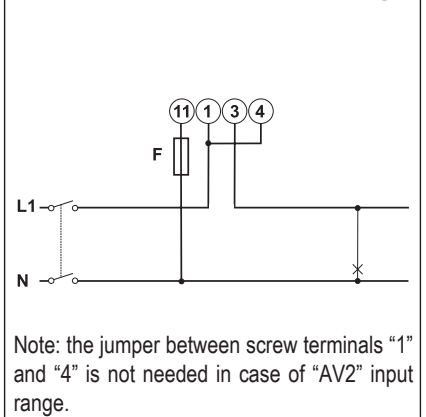 11 1 3 4
F
L1
N
Note: the jumper between screw terminals “1”
and “4” is not needed in case of “AV2” input
range.